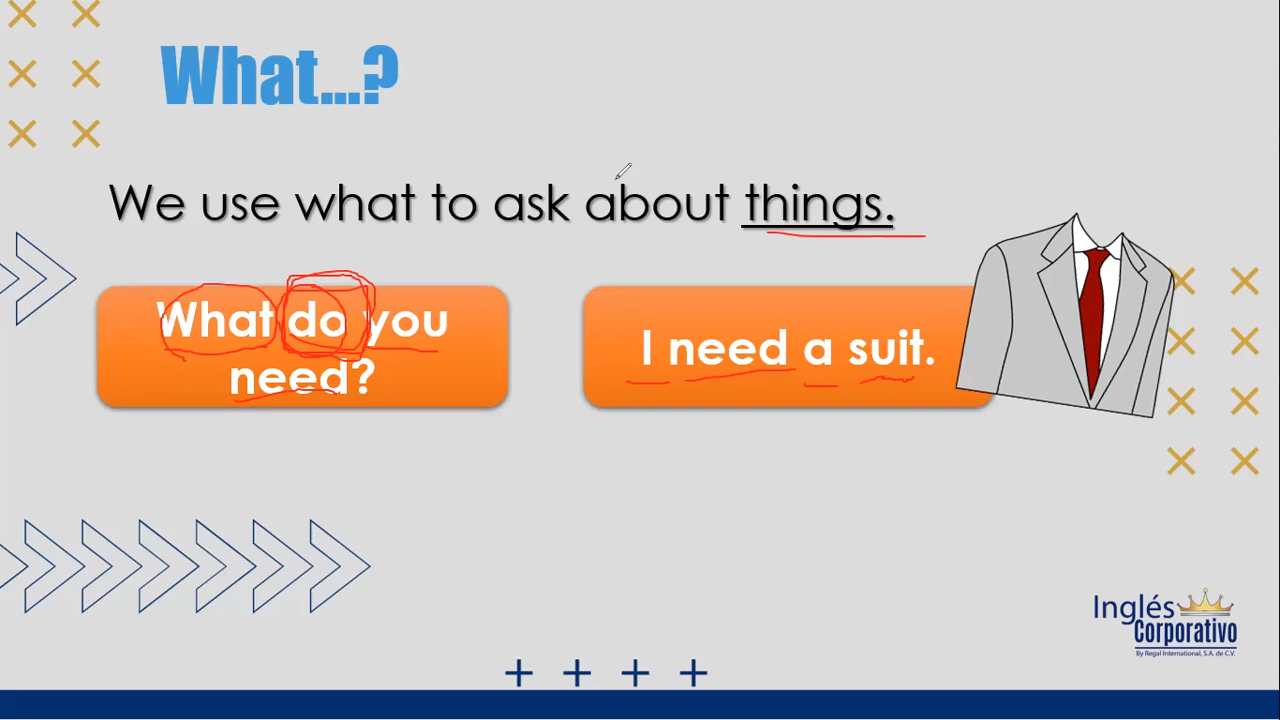 What...?
We use what to ask about things.
What do you
need?
I need a suit.
Inglés
Corporativo
By Regal International, S.A. de C.V.